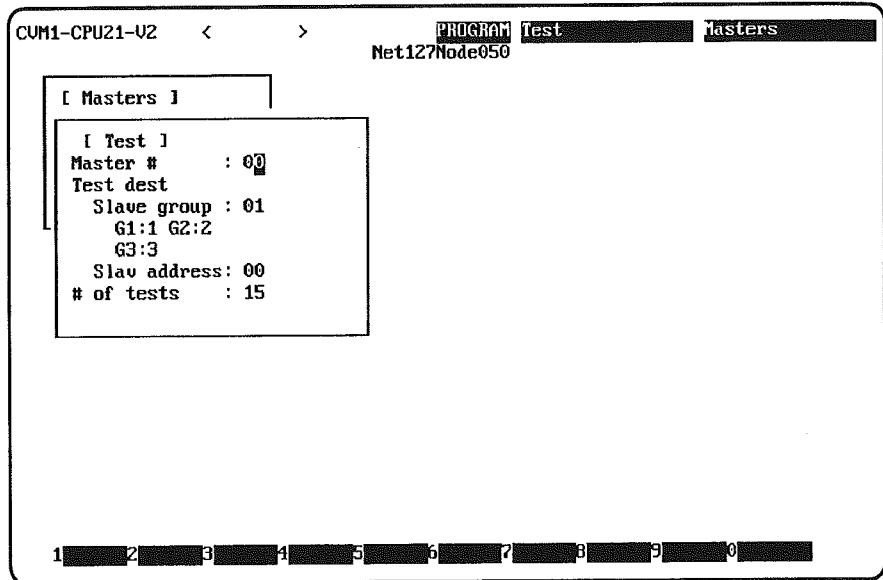 CVM1-CPU21-V2 < > PROGRAM Test Masters
Net127Node050
[ Masters ]
[ Test ]
Master # : 00
Test dest
Slave group : 01
G1:1 G2:2
G3:3
Slav address: 00
# of tests : 15
1 2 3 4 5 6 7 8 9 0